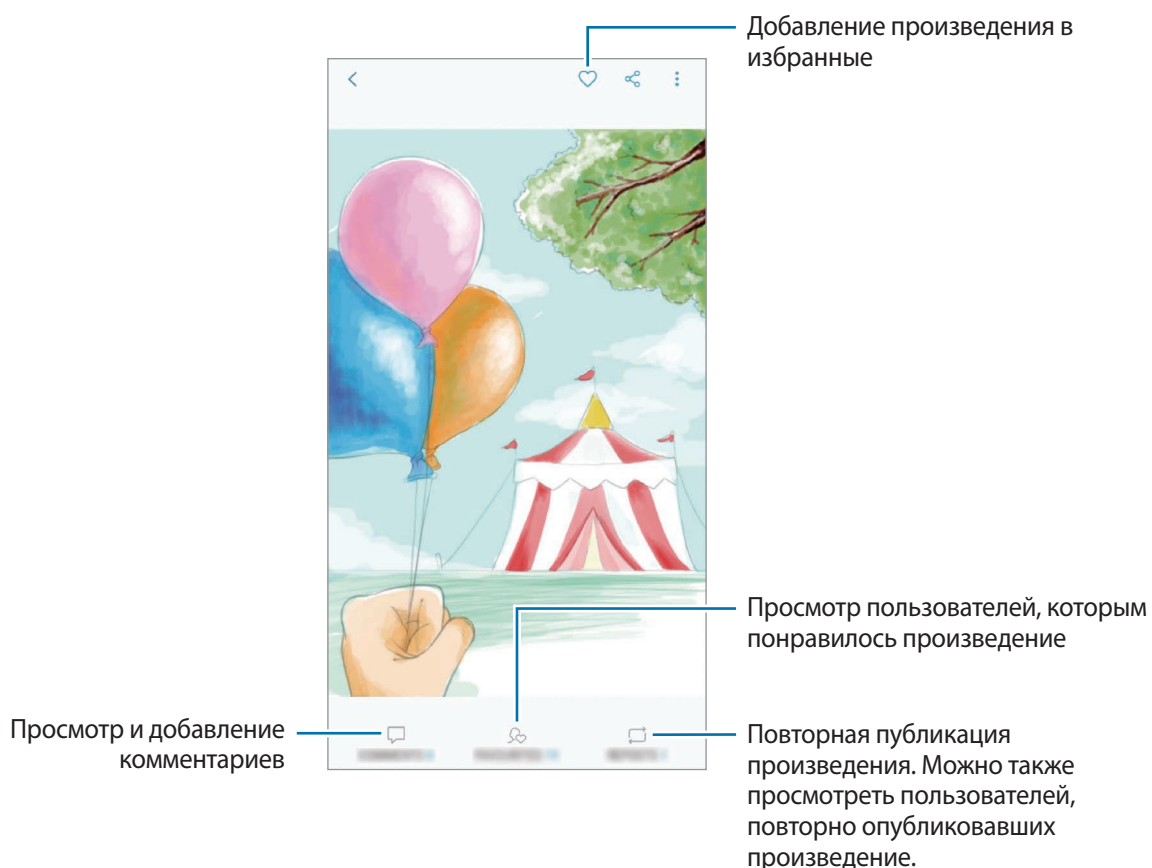 Добавление произведения в
избранные
Просмотр пользователей, которым
понравилось произведение
Просмотр и добавление
комментариев
Повторная публикация
произведения. Можно также
просмотреть пользователей,
повторно опубликовавших
произведение.